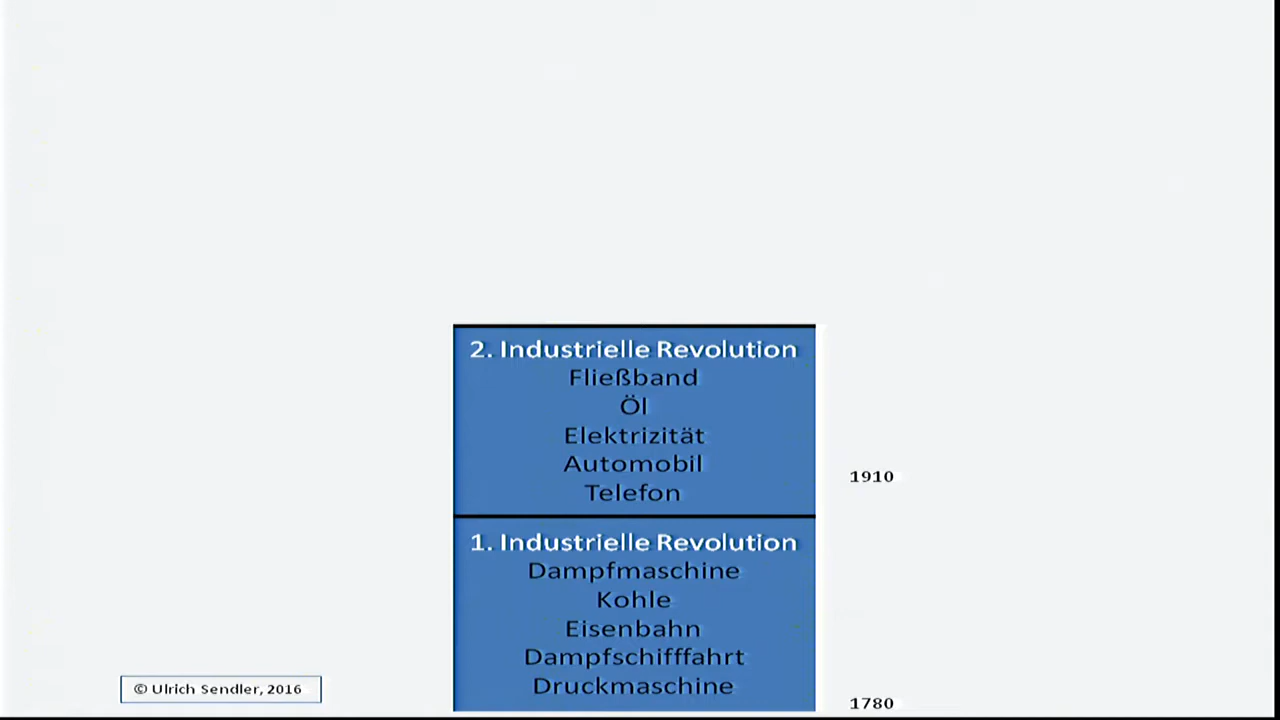 2. Industrielle Revolution
Fließband
Öl
Elektrizität
Automobil
Telefon
1910
1. Industrielle Revolution
Dampfmaschine
Kohle
Eisenbahn
Dampfschifffahrt
Druckmaschine
1780
© Ulrich Sendler, 2016